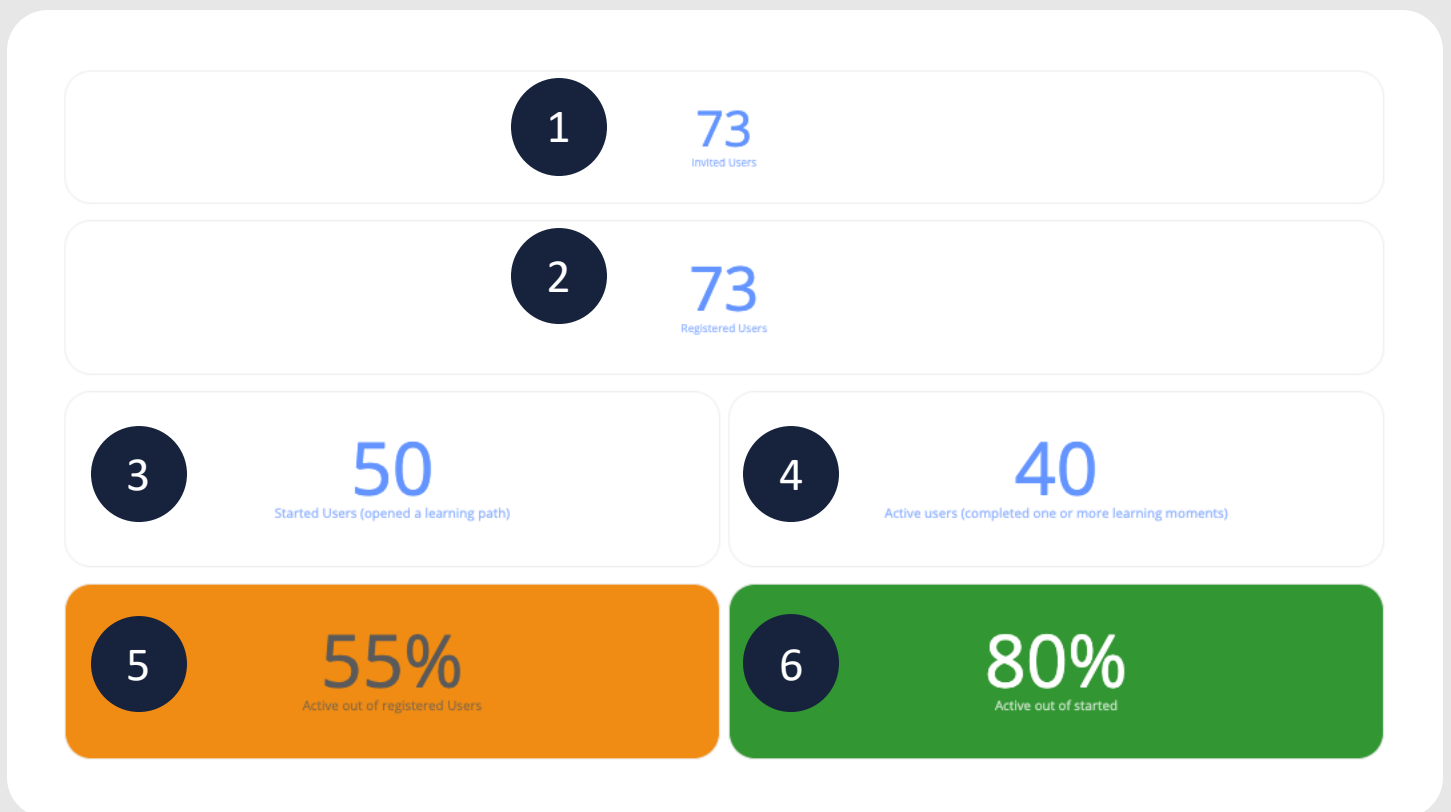 1
73
Invited Users
2
73
Registered Users
3
50
Started Users (opened a learning path)
4
40
Active users (completed one or more learning moments)
5
55%
Active out of registered Users
6
80%
Active out of started